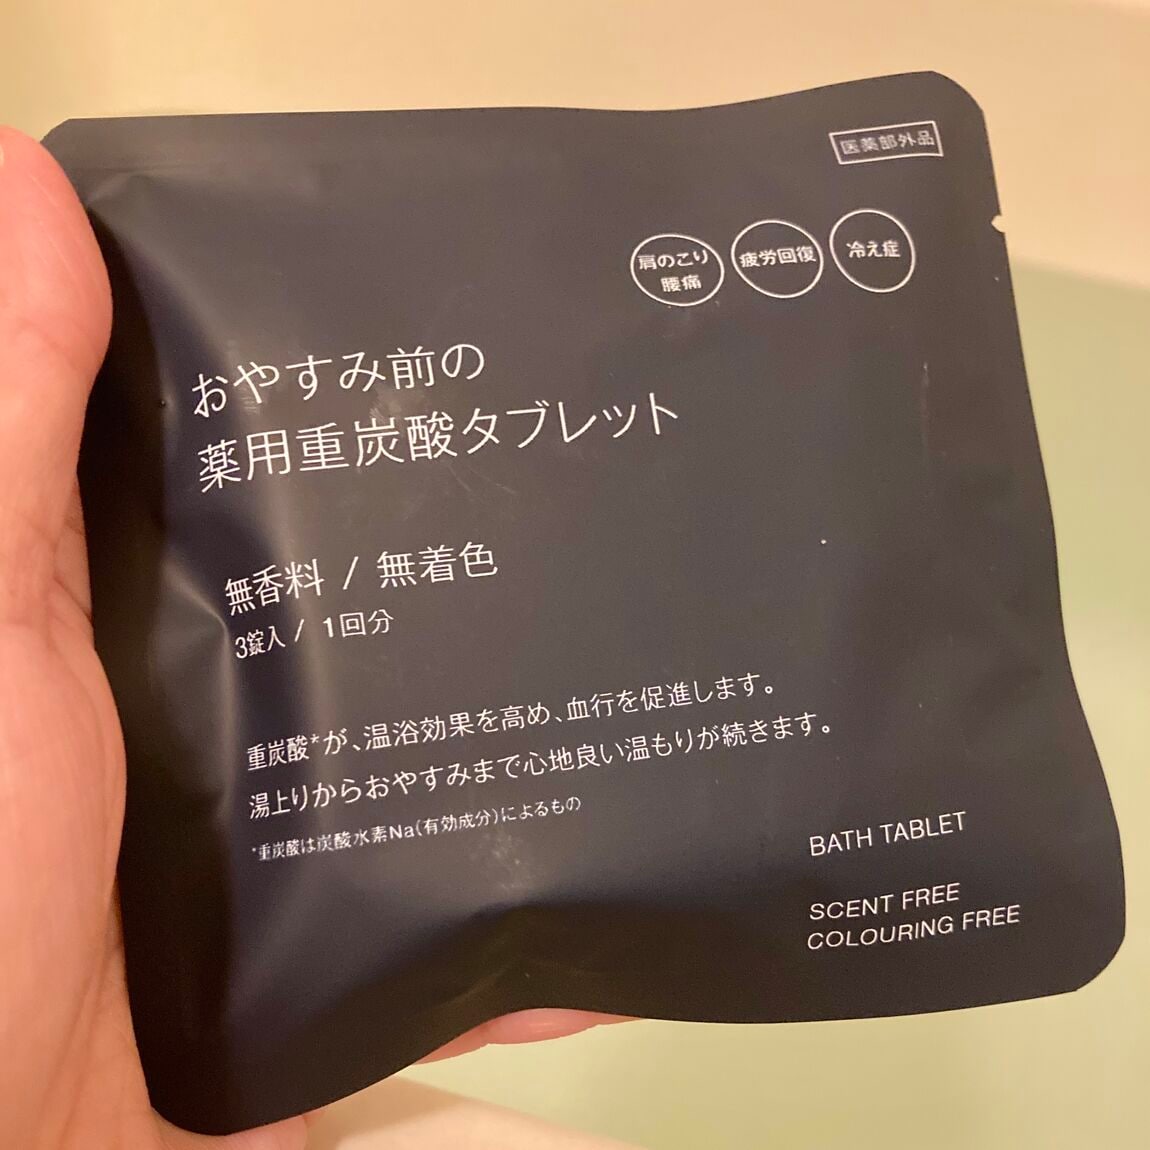 医薬部外品
肩のこり
腰痛
疲労回復
冷え症
おやすみ前の
薬用重炭酸タブレット
無香料 / 無着色
3錠入 / 1回分
重炭酸*が、温浴効果を高め、血行を促進します。
湯上りからおやすみまで心地良い温もりが続きます。
*重炭酸は炭酸水素Na(有効成分)によるもの
BATH TABLET
SCENT FREE
COLOURING FREE